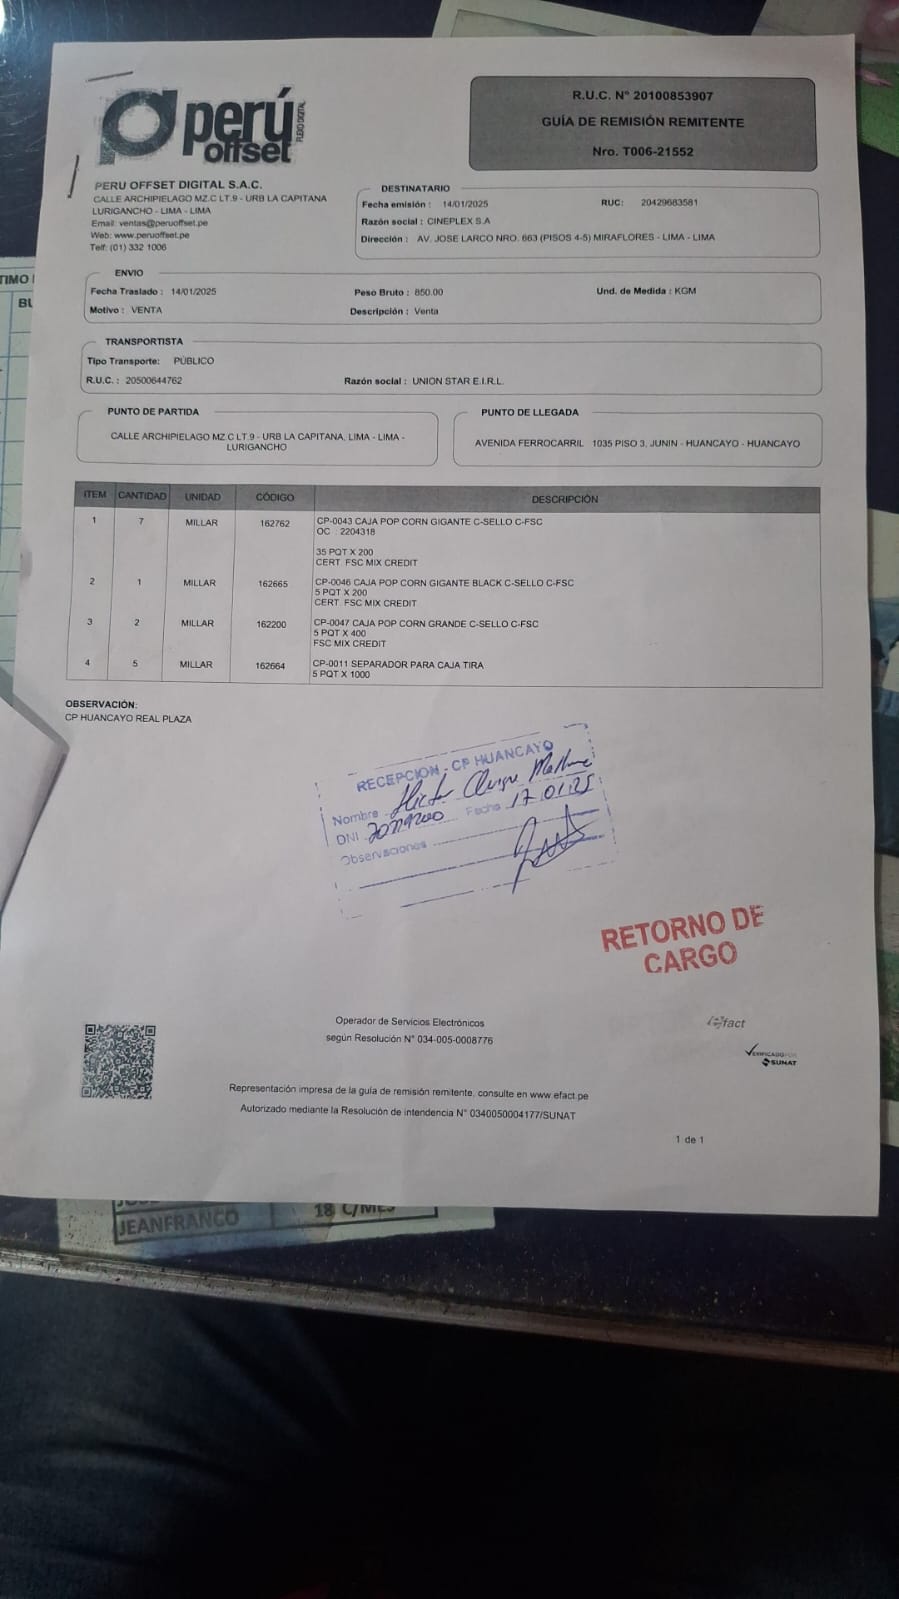 perú
offset
FLEXO DIGITAL
R.U.C. N° 20100853907
GUÍA DE REMISIÓN REMITENTE
Nro. T006-21552
PERU OFFSET DIGITAL S.A.C.
CALLE ARCHIPIELAGO MZ.C LT.9 - URB LA CAPITANA
LURIGANCHO - LIMA - LIMA
Email: ventas@peruoffset.pe
Web: www.peruoffset.pe
Telf: (01) 332 1006
DESTINATARIO
Fecha emisión : 14/01/2025 RUC: 20429683581
Razón social : CINEPLEX S.A
Dirección : AV. JOSE LARCO NRO. 663 (PISOS 4-5) MIRAFLORES - LIMA - LIMA
ENVIO
Fecha Traslado : 14/01/2025 Peso Bruto : 850.00 Und. de Medida : KGM
Motivo : VENTA Descripción : Venta
TRANSPORTISTA
Tipo Transporte: PÚBLICO
R.U.C. : 20500644762 Razón social : UNION STAR E.I.R.L.
PUNTO DE PARTIDA
CALLE ARCHIPIELAGO MZ.C LT.9 - URB LA CAPITANA, LIMA - LIMA -
LURIGANCHO
PUNTO DE LLEGADA
AVENIDA FERROCARRIL 1035 PISO 3, JUNIN - HUANCAYO - HUANCAYO
ITEM CANTIDAD UNIDAD CÓDIGO DESCRIPCIÓN
1 7 MILLAR 162762 CP-0043 CAJA POP CORN GIGANTE C-SELLO C-FSC
OC : 2204318
35 PQT X 200
CERT. FSC MIX CREDIT
2 1 MILLAR 162665 CP-0046 CAJA POP CORN GIGANTE BLACK C-SELLO C-FSC
5 PQT X 200
CERT. FSC MIX CREDIT
3 2 MILLAR 162200 CP-0047 CAJA POP CORN GRANDE C-SELLO C-FSC
5 PQT X 400
FSC MIX CREDIT
4 5 MILLAR 162664 CP-0011 SEPARADOR PARA CAJA TIRA
5 PQT X 1000
OBSERVACIÓN:
CP HUANCAYO REAL PLAZA
RECEPCION - CP HUANCAYO
Nombre
DNI Fecha 17.01.25
Observaciones
RETORNO DE
CARGO
Operador de Servicios Electrónicos
según Resolución N° 034-005-0008776
efact
VERIFICADO POR
SUNAT
Representación impresa de la guía de remisión remitente, consulte en www.efact.pe
Autorizado mediante la Resolución de intendencia N° 0340050004177/SUNAT
1 de 1
JEANFRANCO 18 C/MES